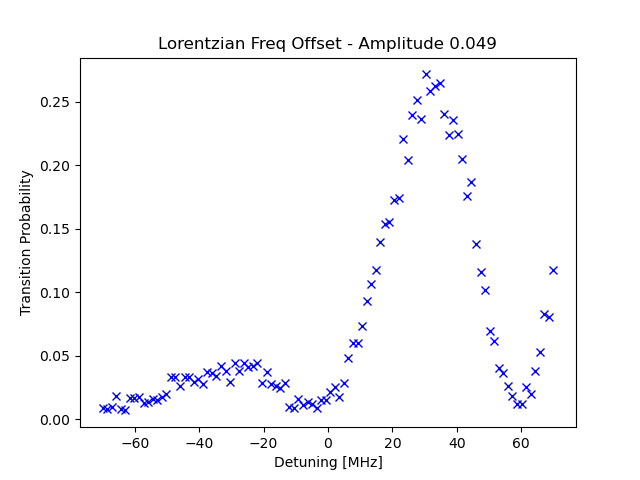 Lorentzian Freq Offset - Amplitude 0.049
Transition Probability
0.25
0.20
0.15
0.10
0.05
0.00
−60 −40 −20 0 20 40 60
Detuning [MHz]